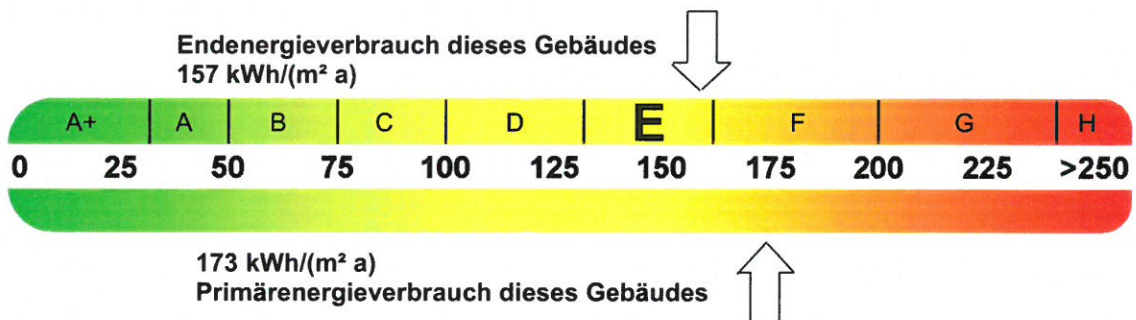 Endenergieverbrauch dieses Gebäudes
157 kWh/(m² a)
A+ A B C D E F G H
0 25 50 75 100 125 150 175 200 225 >250
173 kWh/(m² a)
Primärenergieverbrauch dieses Gebäudes